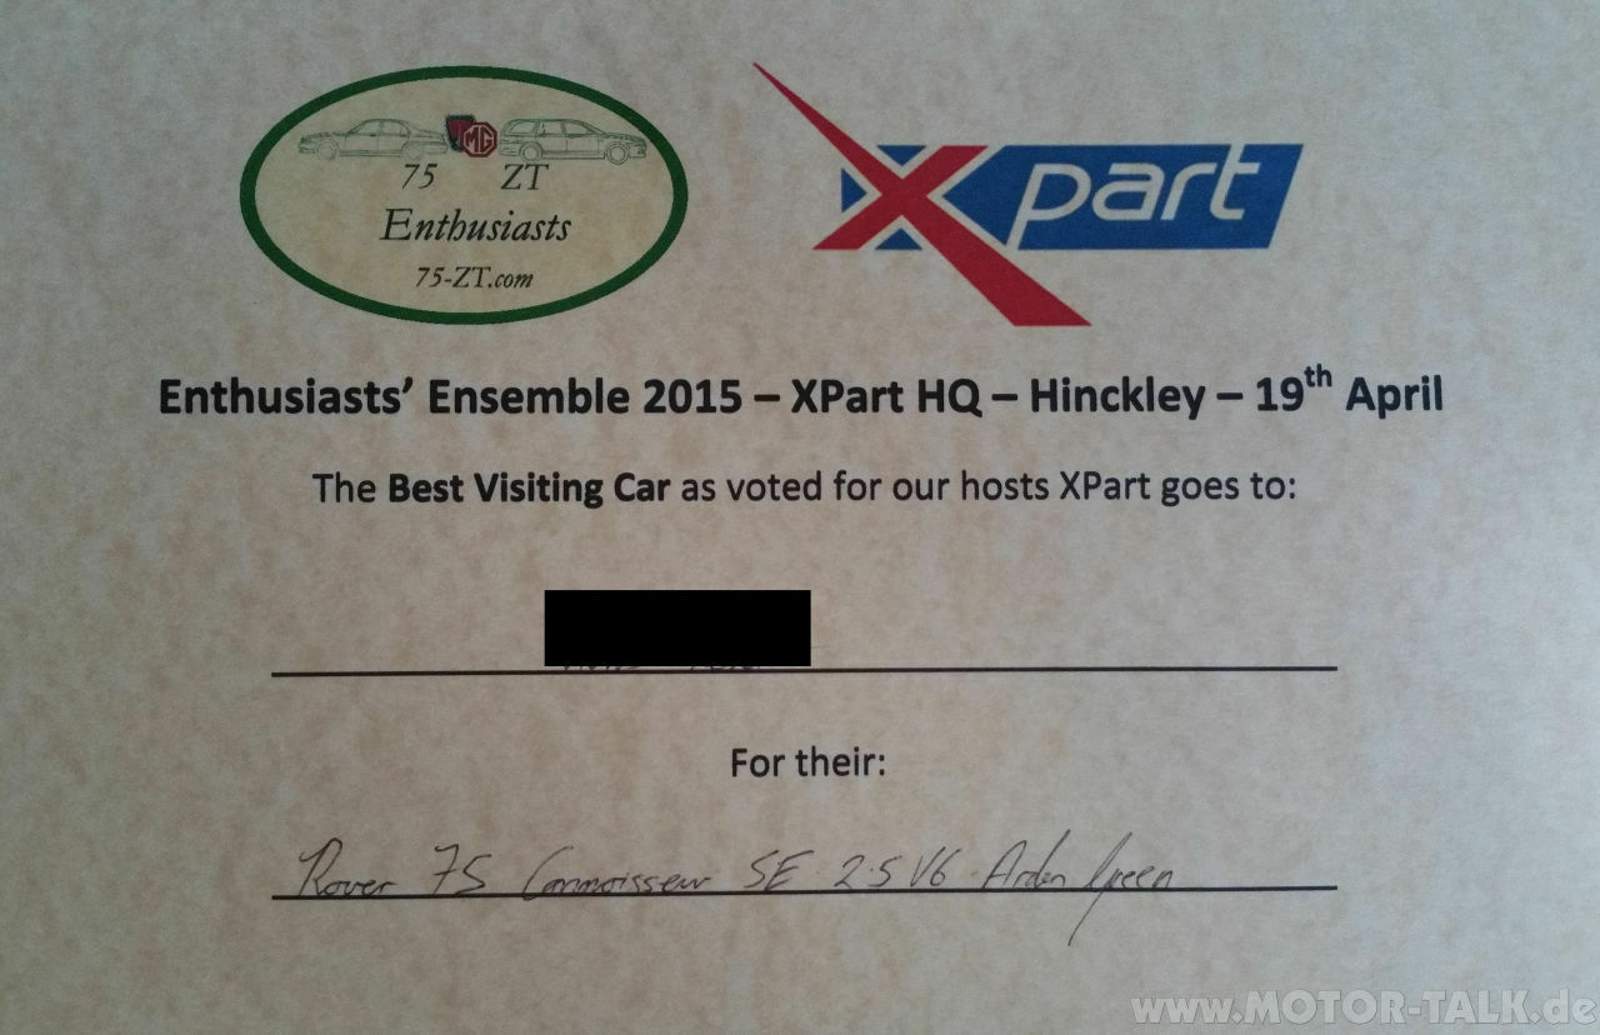 MG
75 ZT
Enthusiasts
75-ZT.com
Xpart
Enthusiasts’ Ensemble 2015 – XPart HQ – Hinckley – 19th April
The Best Visiting Car as voted for our hosts XPart goes to:
For their:
Rover 75 Connoisseur SE 2.5 V6 Arden Green
www.MOTOR-TALK.de